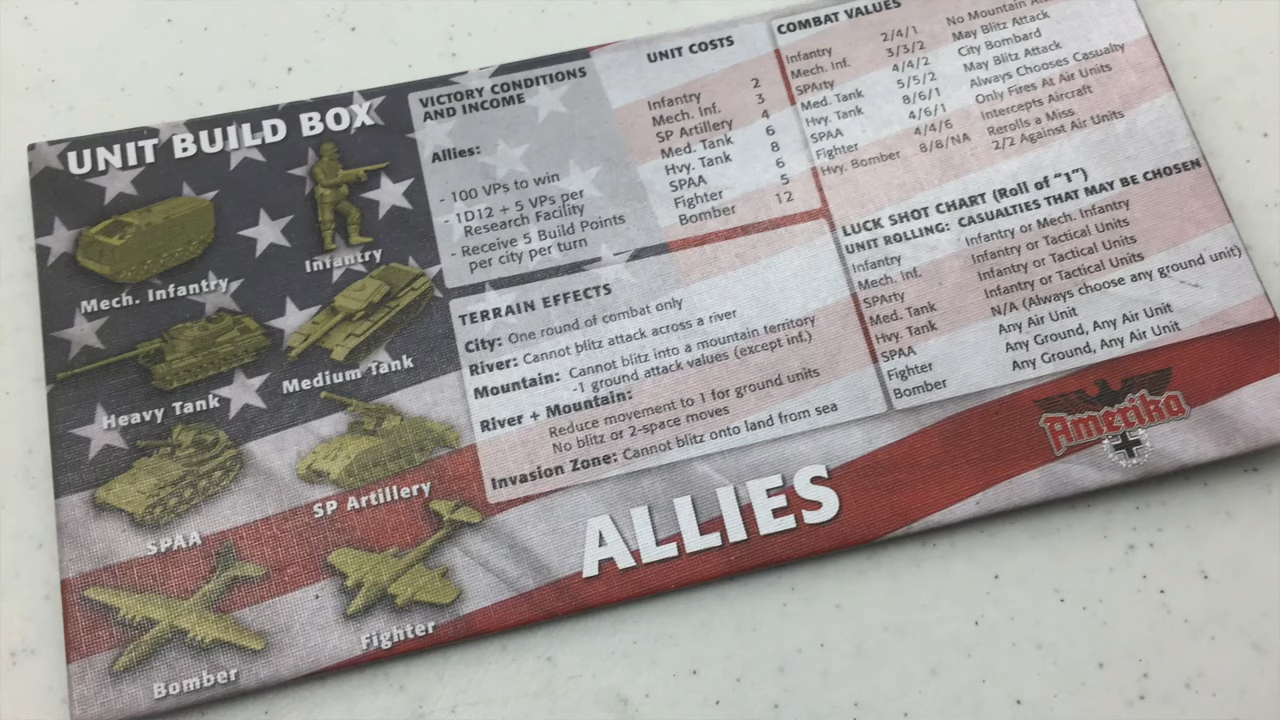 UNIT BUILD BOX
Mech. Infantry
Infantry
Heavy Tank
Medium Tank
SPAA
SP Artillery
Bomber
Fighter
VICTORY CONDITIONS
AND INCOME
Allies:
- 100 VPs to win
- 1D12 + 5 VPs per
Research Facility
- Receive 5 Build Points
per city per turn
UNIT COSTS
Infantry 2
Mech. Inf. 3
SP Artillery 4
Med. Tank 6
Hvy. Tank 8
SPAA 6
Fighter 5
Bomber 12
TERRAIN EFFECTS
City: One round of combat only
River: Cannot blitz attack across a river
Mountain: Cannot blitz into a mountain territory
-1 ground attack values (except inf.)
River + Mountain:
Reduce movement to 1 for ground units
No blitz or 2-space moves
Invasion Zone: Cannot blitz onto land from sea
COMBAT VALUES
Infantry 2/4/1 No Mountain
Mech. Inf. 3/3/2 May Blitz Attack
SPArty 4/4/2 City Bombard
Med. Tank 5/5/2 May Blitz Attack
Hvy. Tank 8/6/1 Always Chooses Casualty
SPAA 4/6/1 Only Fires At Air Units
Fighter 4/4/6 Intercepts Aircraft
Hvy. Bomber 8/8/NA Rerolls a Miss
2/2 Against Air Units
LUCK SHOT CHART (Roll of "1")
UNIT ROLLING: CASUALTIES THAT MAY BE CHOSEN
Infantry Infantry or Mech. Infantry
Mech. Inf. Infantry or Tactical Units
SPArty Infantry or Tactical Units
Med. Tank Infantry or Tactical Units
Hvy. Tank N/A (Always choose any ground unit)
SPAA Any Air Unit
Fighter Any Ground, Any Air Unit
Bomber Any Ground, Any Air Unit
ALLIES
Amerika